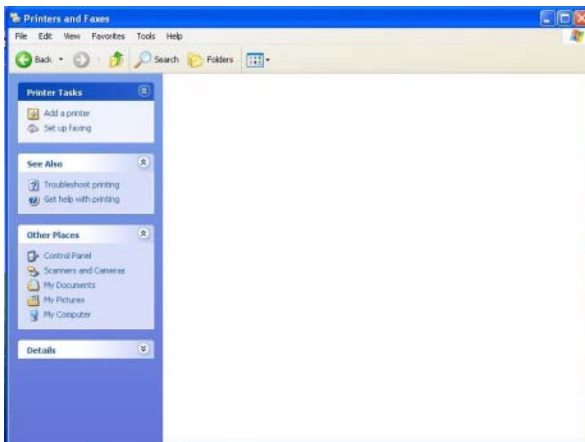 Printers and Faxes
File Edit View Favorites Tools Help
Back Search Folders
Printer Tasks
Add a printer
Set up faxing
See Also
Troubleshoot printing
Get help with printing
Other Places
Control Panel
Scanners and Cameras
My Documents
My Pictures
My Computer
Details